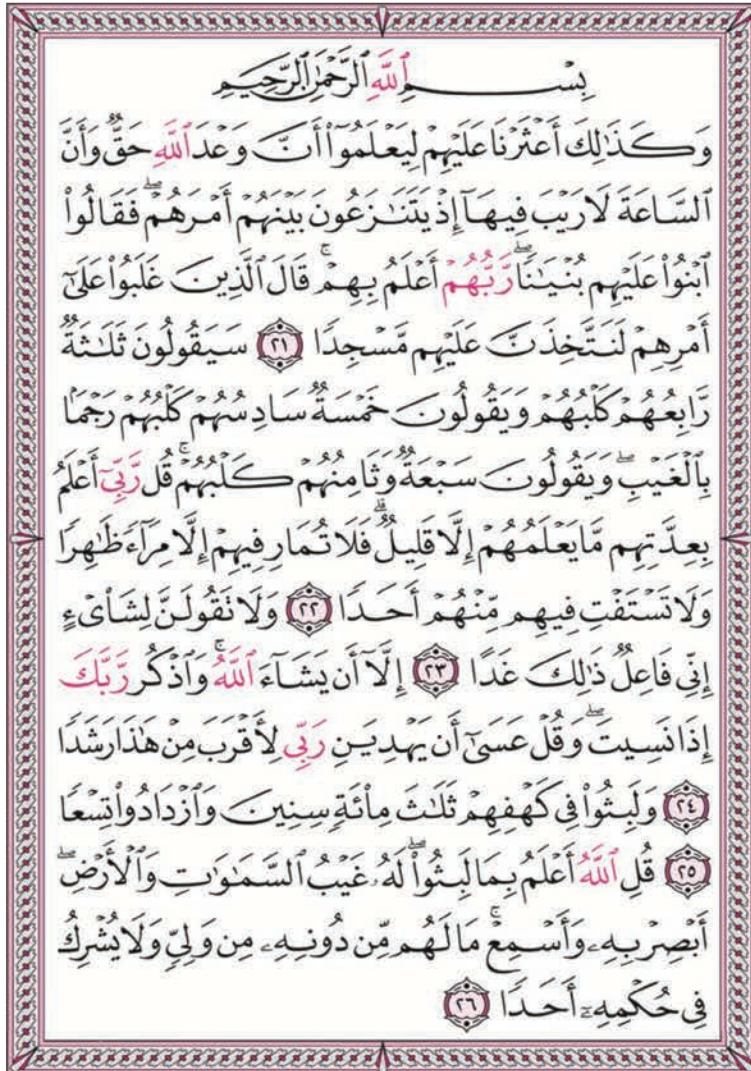 بِسْمِ ٱللَّهِ ٱلرَّحْمَٰنِ ٱلرَّحِيمِ
وَكَذَٰلِكَ أَعْثَرْنَا عَلَيْهِمْ لِيَعْلَمُوٓا۟ أَنَّ وَعْدَ ٱللَّهِ حَقٌّ وَأَنَّ
ٱلسَّاعَةَ لَا رَيْبَ فِيهَآ إِذْ يَتَنَٰزَعُونَ بَيْنَهُمْ أَمْرَهُمْ ۖ فَقَالُوا۟
ٱبْنُوا۟ عَلَيْهِم بُنْيَٰنًا ۖ رَّبُّهُمْ أَعْلَمُ بِهِمْ ۚ قَالَ ٱلَّذِينَ غَلَبُوا۟ عَلَىٰٓ
أَمْرِهِمْ لَنَتَّخِذَنَّ عَلَيْهِم مَّسْجِدًا ﴿٢١﴾ سَيَقُولُونَ ثَلَٰثَةٌ
رَّابِعُهُمْ كَلْبُهُمْ وَيَقُولُونَ خَمْسَةٌ سَادِسُهُمْ كَلْبُهُمْ رَجْمًۢا
بِٱلْغَيْبِ ۖ وَيَقُولُونَ سَبْعَةٌ وَثَامِنُهُمْ كَلْبُهُمْ ۚ قُل رَّبِّىٓ أَعْلَمُ
بِعِدَّتِهِم مَّا يَعْلَمُهُمْ إِلَّا قَلِيلٌ ۗ فَلَا تُمَارِ فِيهِمْ إِلَّا مِرَآءً ظَٰهِرًا
وَلَا تَسْتَفْتِ فِيهِم مِّنْهُمْ أَحَدًا ﴿٢٢﴾ وَلَا تَقُولَنَّ لِشَا۟ىْءٍ
إِنِّى فَاعِلٌ ذَٰلِكَ غَدًا ﴿٢٣﴾ إِلَّآ أَن يَشَآءَ ٱللَّهُ ۚ وَٱذْكُر رَّبَّكَ
إِذَا نَسِيتَ ۖ وَقُلْ عَسَىٰٓ أَن يَهْدِيَنِ رَبِّى لِأَقْرَبَ مِنْ هَٰذَا رَشَدًا
﴿٢٤﴾ وَلَبِثُوا۟ فِى كَهْفِهِمْ ثَلَٰثَ مِا۟ئَةٍ سِنِينَ وَٱزْدَادُوا۟ تِسْعًا
﴿٢٥﴾ قُلِ ٱللَّهُ أَعْلَمُ بِمَا لَبِثُوا۟ ۖ لَهُۥ غَيْبُ ٱلسَّمَٰوَٰتِ وَٱلْأَرْضِ ۖ
أَبْصِرْ بِهِۦ وَأَسْمِعْ ۚ مَا لَهُم مِّن دُونِهِۦ مِن وَلِىٍّ وَلَا يُشْرِكُ
فِى حُكْمِهِۦٓ أَحَدًا ﴿٢٦﴾